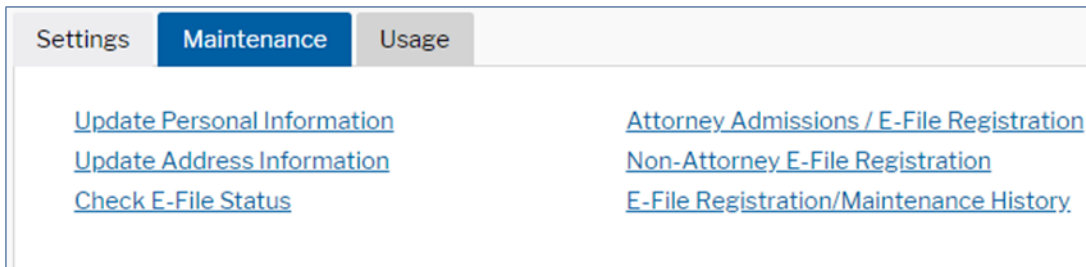 Settings Maintenance Usage
Update Personal Information
Update Address Information
Check E-File Status
Attorney Admissions / E-File Registration
Non-Attorney E-File Registration
E-File Registration/Maintenance History